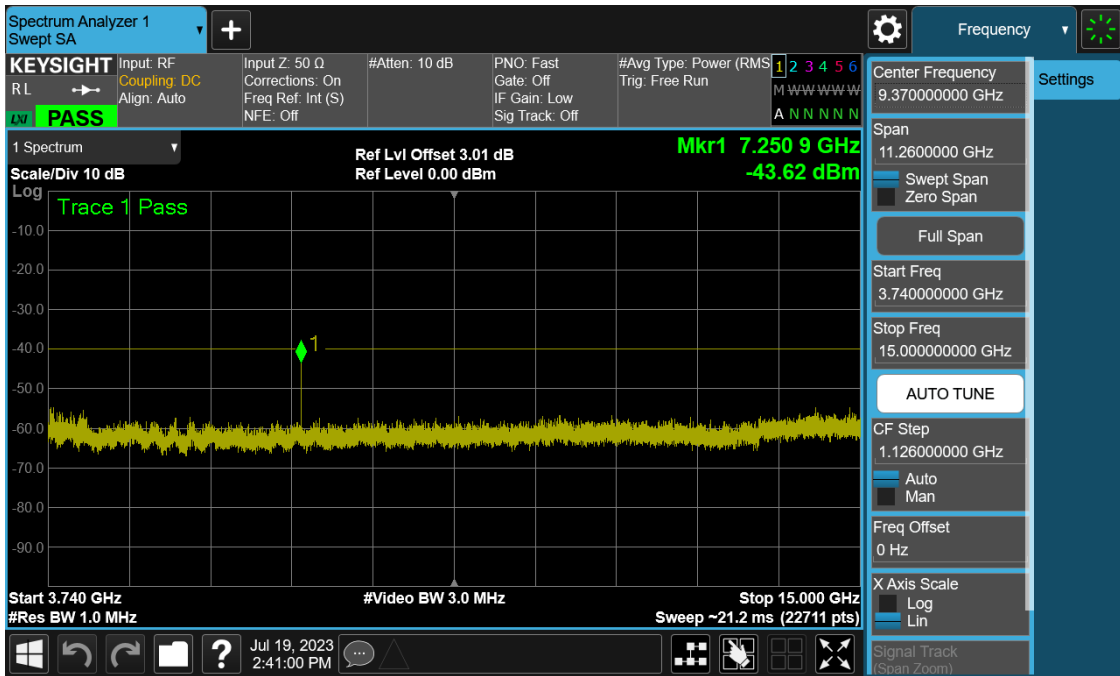 Spectrum Analyzer 1
Swept SA
+
Frequency
KEYSIGHT
RL
LXI PASS
Input: RF
Coupling: DC
Align: Auto
Input Z: 50 Ω
Corrections: On
Freq Ref: Int (S)
NFE: Off
#Atten: 10 dB
PNO: Fast
Gate: Off
IF Gain: Low
Sig Track: Off
#Avg Type: Power (RMS
Trig: Free Run
1 2 3 4 5 6
M W W W W W
A N N N N N
1 Spectrum
Scale/Div 10 dB
Ref Lvl Offset 3.01 dB
Ref Level 0.00 dBm
Mkr1 7.250 9 GHz
-43.62 dBm
Log
Trace 1 Pass
-10.0
-20.0
-30.0
-40.0
1
-50.0
-60.0
-70.0
-80.0
-90.0
Start 3.740 GHz
#Video BW 3.0 MHz
Stop 15.000 GHz
#Res BW 1.0 MHz
Sweep ~21.2 ms (22711 pts)
?
Jul 19, 2023
2:41:00 PM
Center Frequency
9.370000000 GHz
Settings
Span
11.2600000 GHz
Swept Span
Zero Span
Full Span
Start Freq
3.740000000 GHz
Stop Freq
15.000000000 GHz
AUTO TUNE
CF Step
1.126000000 GHz
Auto
Man
Freq Offset
0 Hz
X Axis Scale
Log
Lin
Signal Track
(Span Zoom)